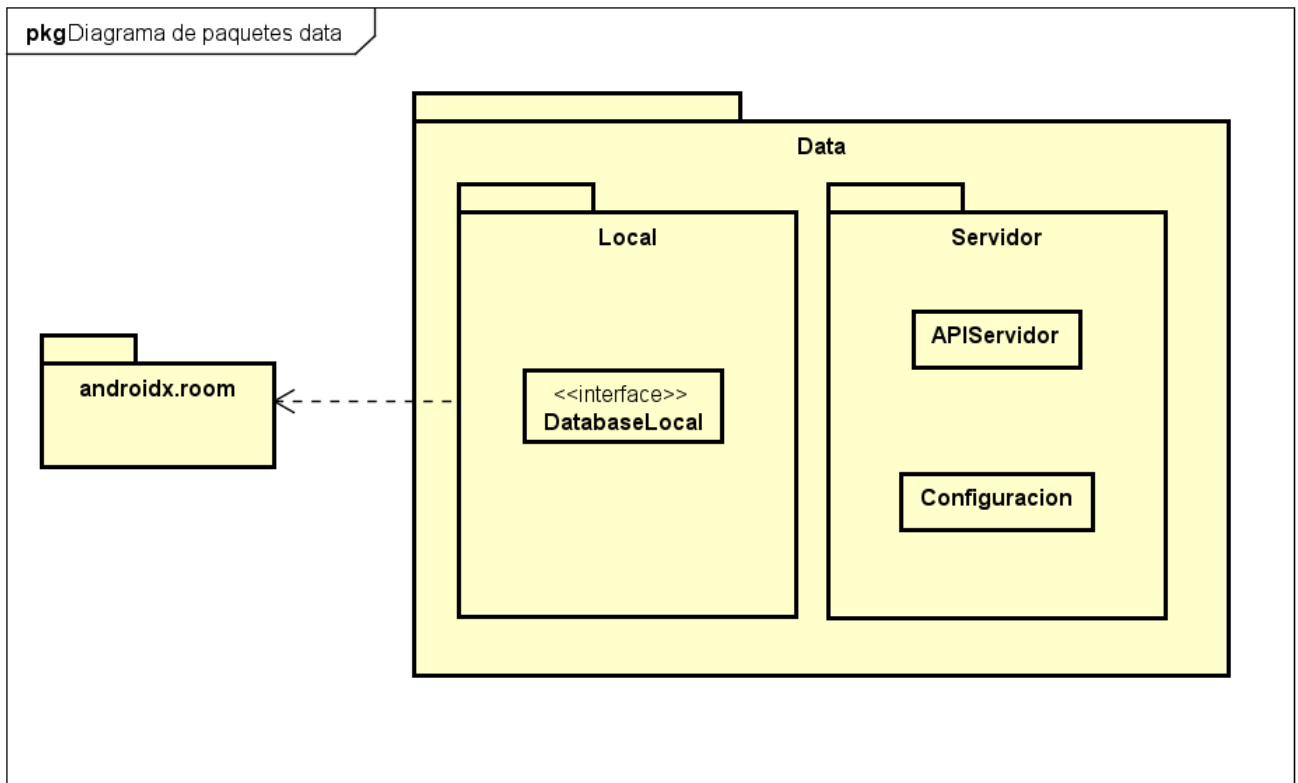 pkgDiagrama de paquetes data
Data
Local
Servidor
APIServidor
androidx.room
<<interface>>
DatabaseLocal
Configuracion